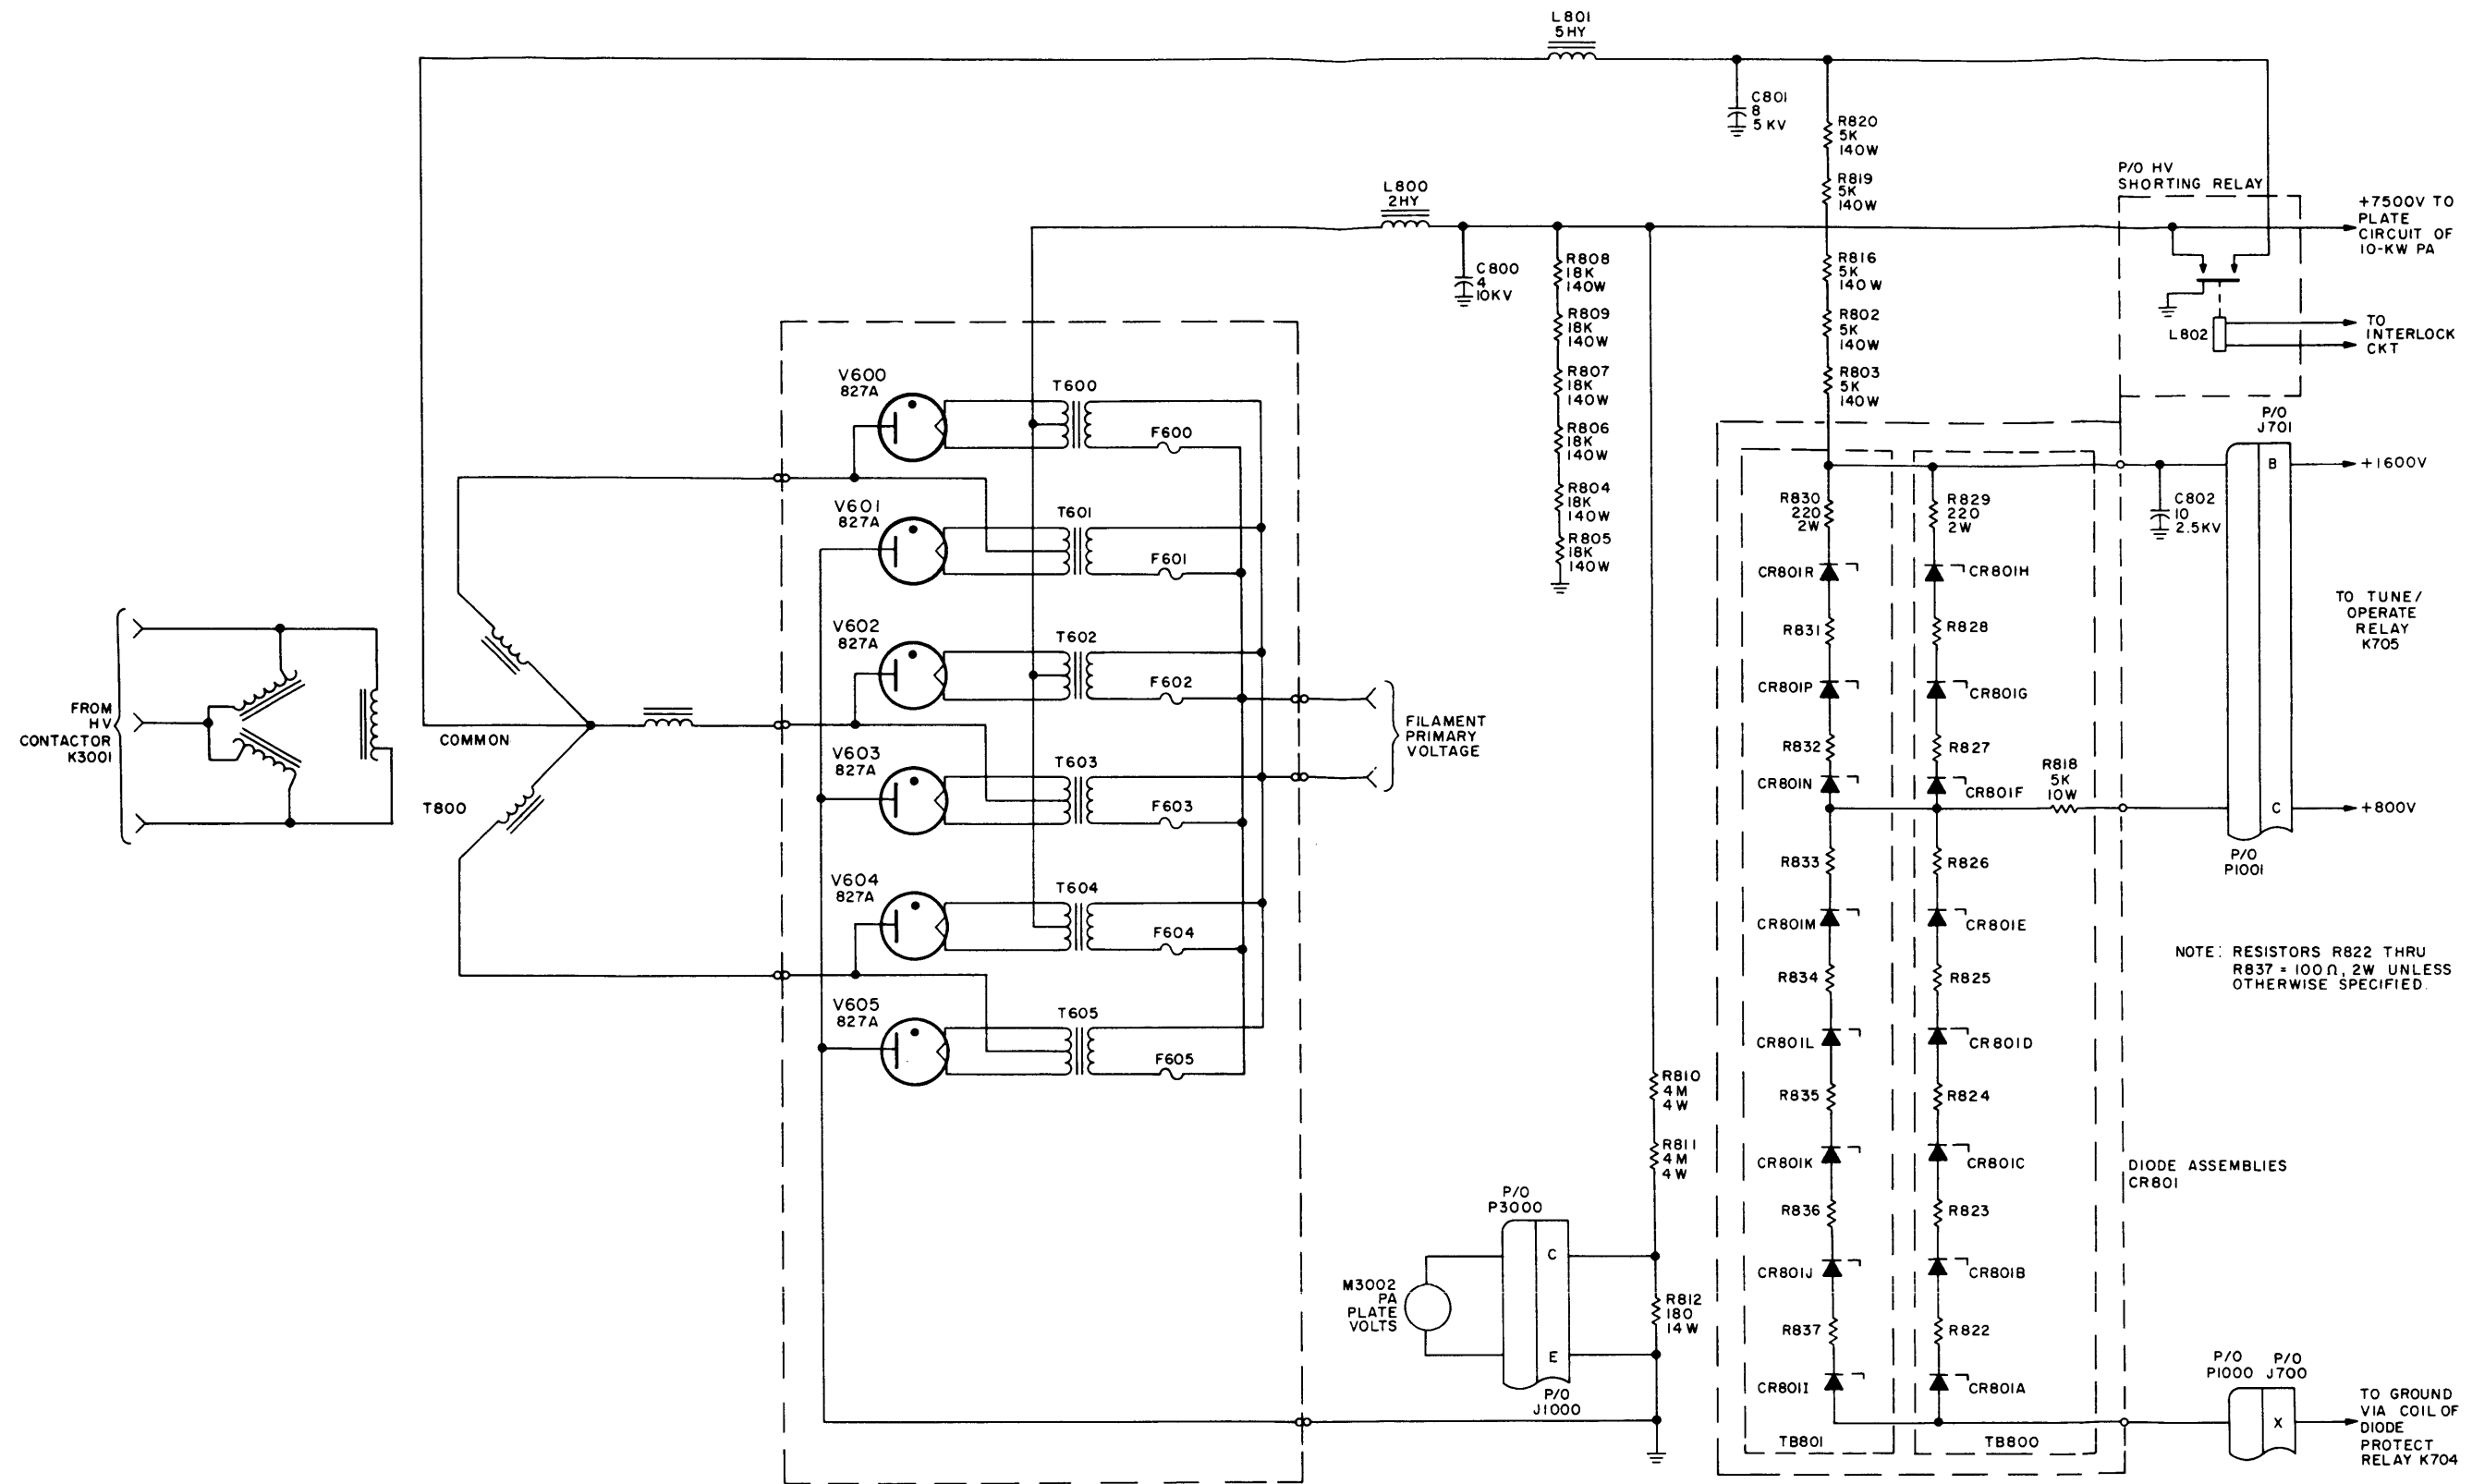 L801
5HY
C801
8
5KV
R820
5K
140W
R819
5K
140W
P/O HV
SHORTING RELAY
L800
2HY
+7500V TO
PLATE
CIRCUIT OF
10-KW PA
C800
4
10KV
R808
18K
140W
R816
5K
140W
R809
18K
140W
R802
5K
140W
L802
TO
INTERLOCK
CKT
R807
18K
140W
R803
5K
140W
V600
827A
T600
F600
R806
18K
140W
P/O
J701
B
+1600V
R804
18K
140W
R830
220
2W
R829
220
2W
C802
10
2.5KV
V601
827A
T601
F601
R805
18K
140W
CR801R
CR801H
TO TUNE/
OPERATE
RELAY
K705
R831
R828
V602
827A
T602
F602
CR801P
CR801G
FROM
HV
CONTACTOR
K3001
COMMON
FILAMENT
PRIMARY
VOLTAGE
R832
R827
V603
827A
T603
F603
CR801N
CR801F
R818
5K
10W
C
+800V
T800
R833
R826
P/O
P1001
V604
827A
T604
F604
CR801M
CR801E
NOTE: RESISTORS R822 THRU
R837 = 100Ω, 2W UNLESS
OTHERWISE SPECIFIED.
R834
R825
V605
827A
T605
F605
CR801L
CR801D
R810
4M
4W
R835
R824
R811
4M
4W
CR801K
CR801C
DIODE ASSEMBLIES
CR801
P/O
P3000
C
R836
R823
M3002
PA
PLATE
VOLTS
R812
180
14W
CR801J
CR801B
E
R837
R822
P/O
J1000
CR801I
CR801A
P/O
P1000
P/O
J700
X
TO GROUND
VIA COIL OF
DIODE
PROTECT
RELAY K704
TB801
TB800